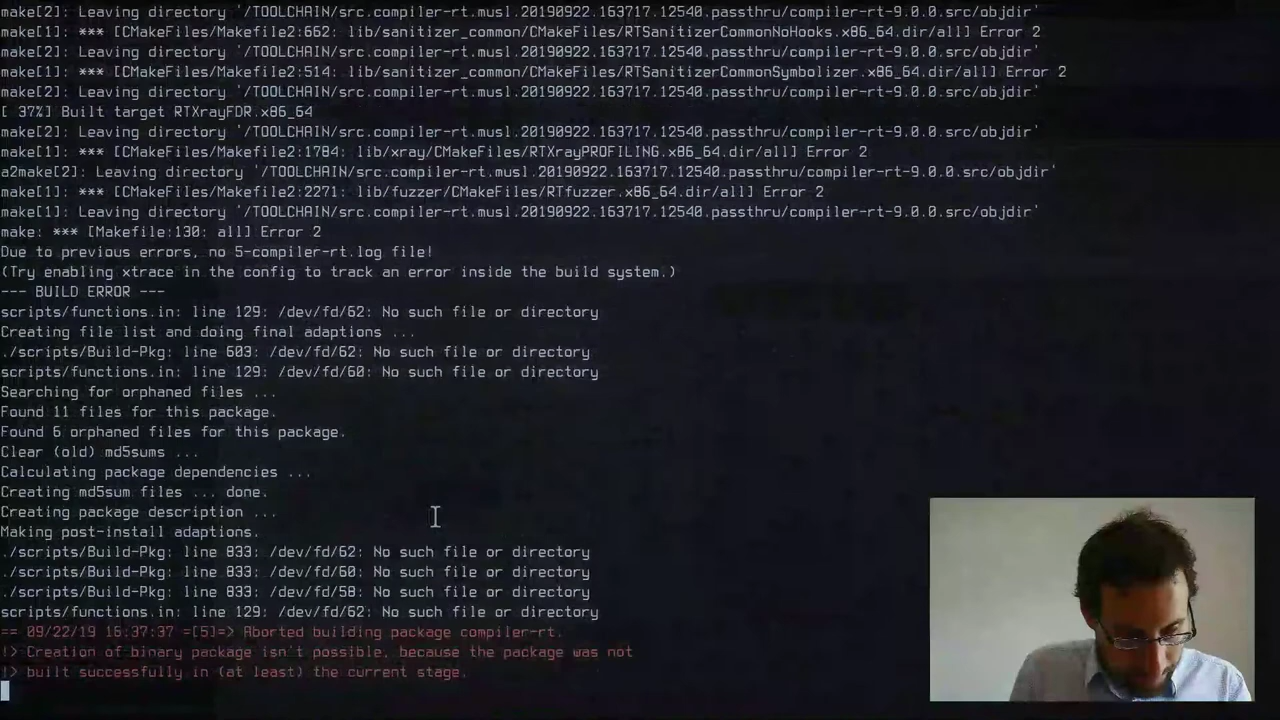 make[2]: Leaving directory '/TOOLCHAIN/src.compiler-rt.musl.20190922.163717.12540.passthru/compiler-rt-9.0.0.src/objdir'
make[1]: *** [CMakeFiles/Makefile2:662: lib/sanitizer_common/CMakeFiles/RTSanitizerCommonNoHooks.x86_64.dir/all] Error 2
make[2]: Leaving directory '/TOOLCHAIN/src.compiler-rt.musl.20190922.163717.12540.passthru/compiler-rt-9.0.0.src/objdir'
make[1]: *** [CMakeFiles/Makefile2:514: lib/sanitizer_common/CMakeFiles/RTSanitizerCommonSymbolizer.x86_64.dir/all] Error 2
make[2]: Leaving directory '/TOOLCHAIN/src.compiler-rt.musl.20190922.163717.12540.passthru/compiler-rt-9.0.0.src/objdir'
[ 37%] Built target RTXrayFDR.x86_64
make[2]: Leaving directory '/TOOLCHAIN/src.compiler-rt.musl.20190922.163717.12540.passthru/compiler-rt-9.0.0.src/objdir'
make[1]: *** [CMakeFiles/Makefile2:1784: lib/xray/CMakeFiles/RTXrayPROFILING.x86_64.dir/all] Error 2
a2make[2]: Leaving directory '/TOOLCHAIN/src.compiler-rt.musl.20190922.163717.12540.passthru/compiler-rt-9.0.0.src/objdir'
make[1]: *** [CMakeFiles/Makefile2:2271: lib/fuzzer/CMakeFiles/RTfuzzer.x86_64.dir/all] Error 2
make[1]: Leaving directory '/TOOLCHAIN/src.compiler-rt.musl.20190922.163717.12540.passthru/compiler-rt-9.0.0.src/objdir'
make: *** [Makefile:130: all] Error 2
Due to previous errors, no 5-compiler-rt.log file!
(Try enabling xtrace in the config to track an error inside the build system.)
--- BUILD ERROR ---
scripts/functions.in: line 129: /dev/fd/62: No such file or directory
Creating file list and doing final adaptions ...
./scripts/Build-Pkg: line 603: /dev/fd/62: No such file or directory
scripts/functions.in: line 129: /dev/fd/60: No such file or directory
Searching for orphaned files ...
Found 11 files for this package.
Found 6 orphaned files for this package.
Clear (old) md5sums ...
Calculating package dependencies ...
Creating md5sum files ... done.
Creating package description ...
Making post-install adaptions.
./scripts/Build-Pkg: line 833: /dev/fd/62: No such file or directory
./scripts/Build-Pkg: line 833: /dev/fd/60: No such file or directory
./scripts/Build-Pkg: line 833: /dev/fd/58: No such file or directory
scripts/functions.in: line 129: /dev/fd/62: No such file or directory
== 09/22/19 16:37:37 =[5]=> Aborted building package compiler-rt.
!> Creation of binary package isn't possible, because the package was not
!> built successfully in (at least) the current stage.